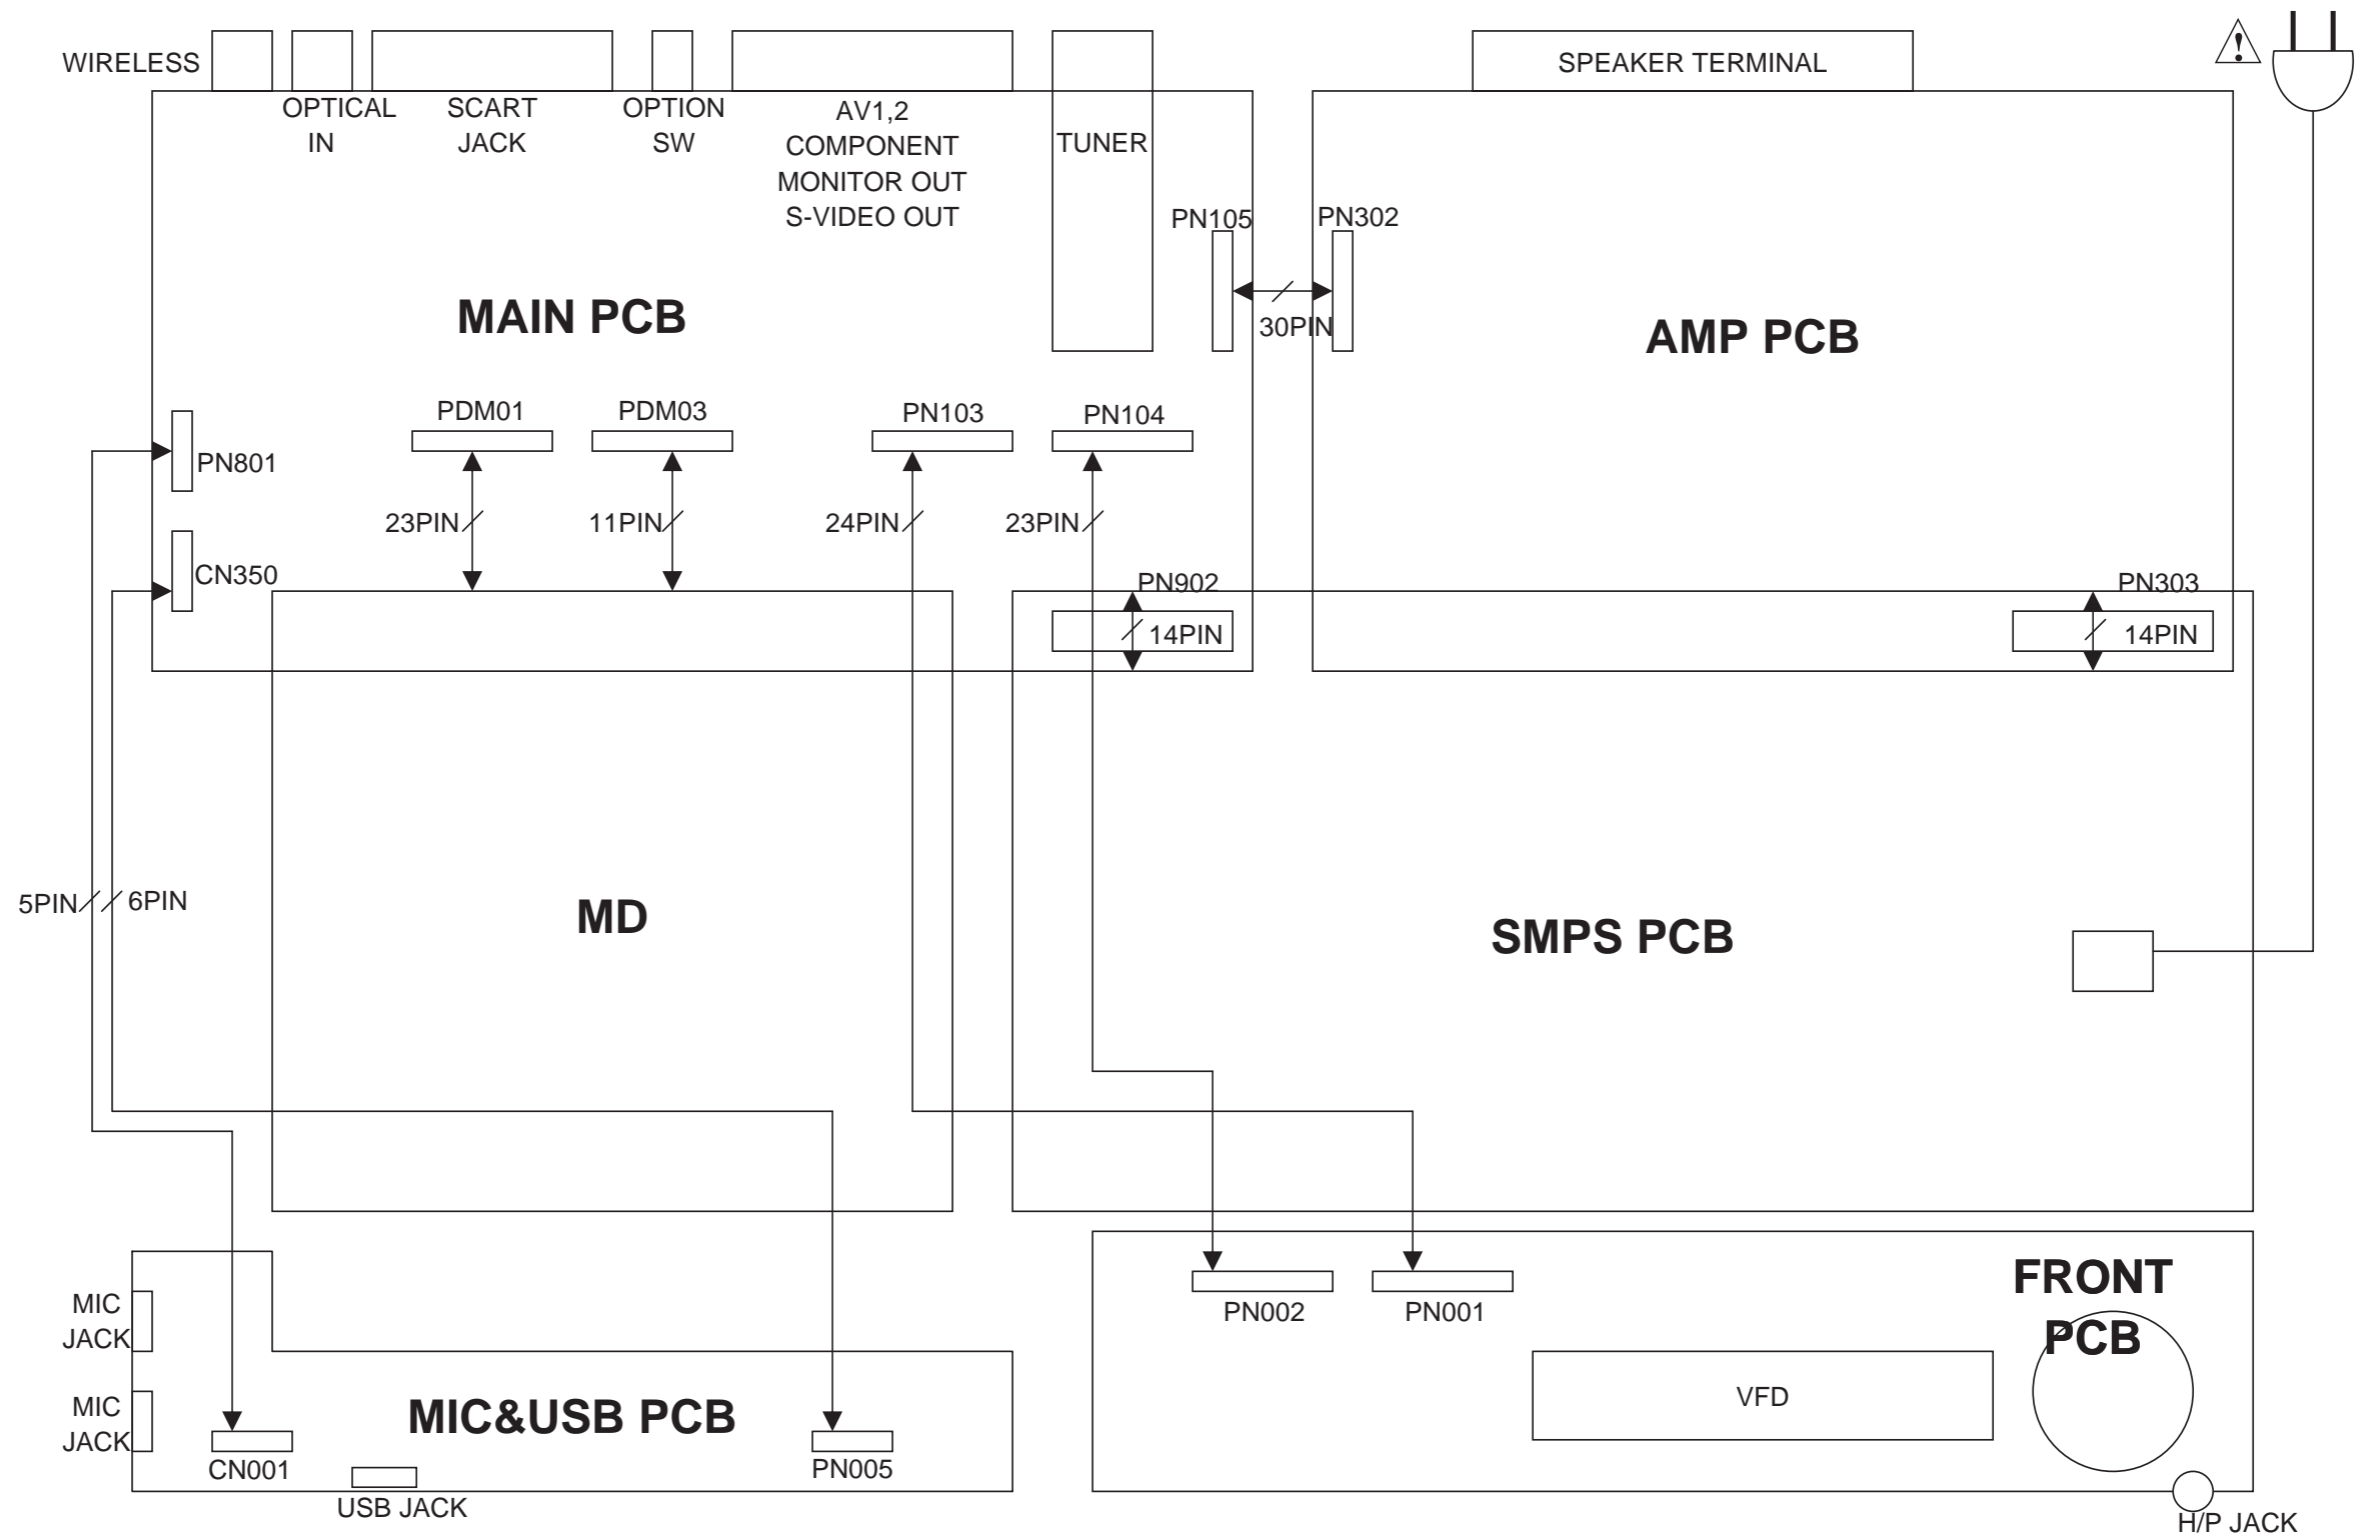 WIRELESS
SPEAKER TERMINAL
OPTICAL
IN
SCART
JACK
OPTION
SW
AV1,2
COMPONENT
MONITOR OUT
S-VIDEO OUT
TUNER
PN105
PN302
30PIN
MAIN PCB
AMP PCB
PDM01
PDM03
PN103
PN104
PN801
23PIN
11PIN
24PIN
23PIN
CN350
PN902
14PIN
PN303
14PIN
5PIN
6PIN
MD
SMPS PCB
MIC
JACK
MIC
JACK
MIC&USB PCB
CN001
PN005
USB JACK
PN002
PN001
FRONT
PCB
VFD
H/P JACK